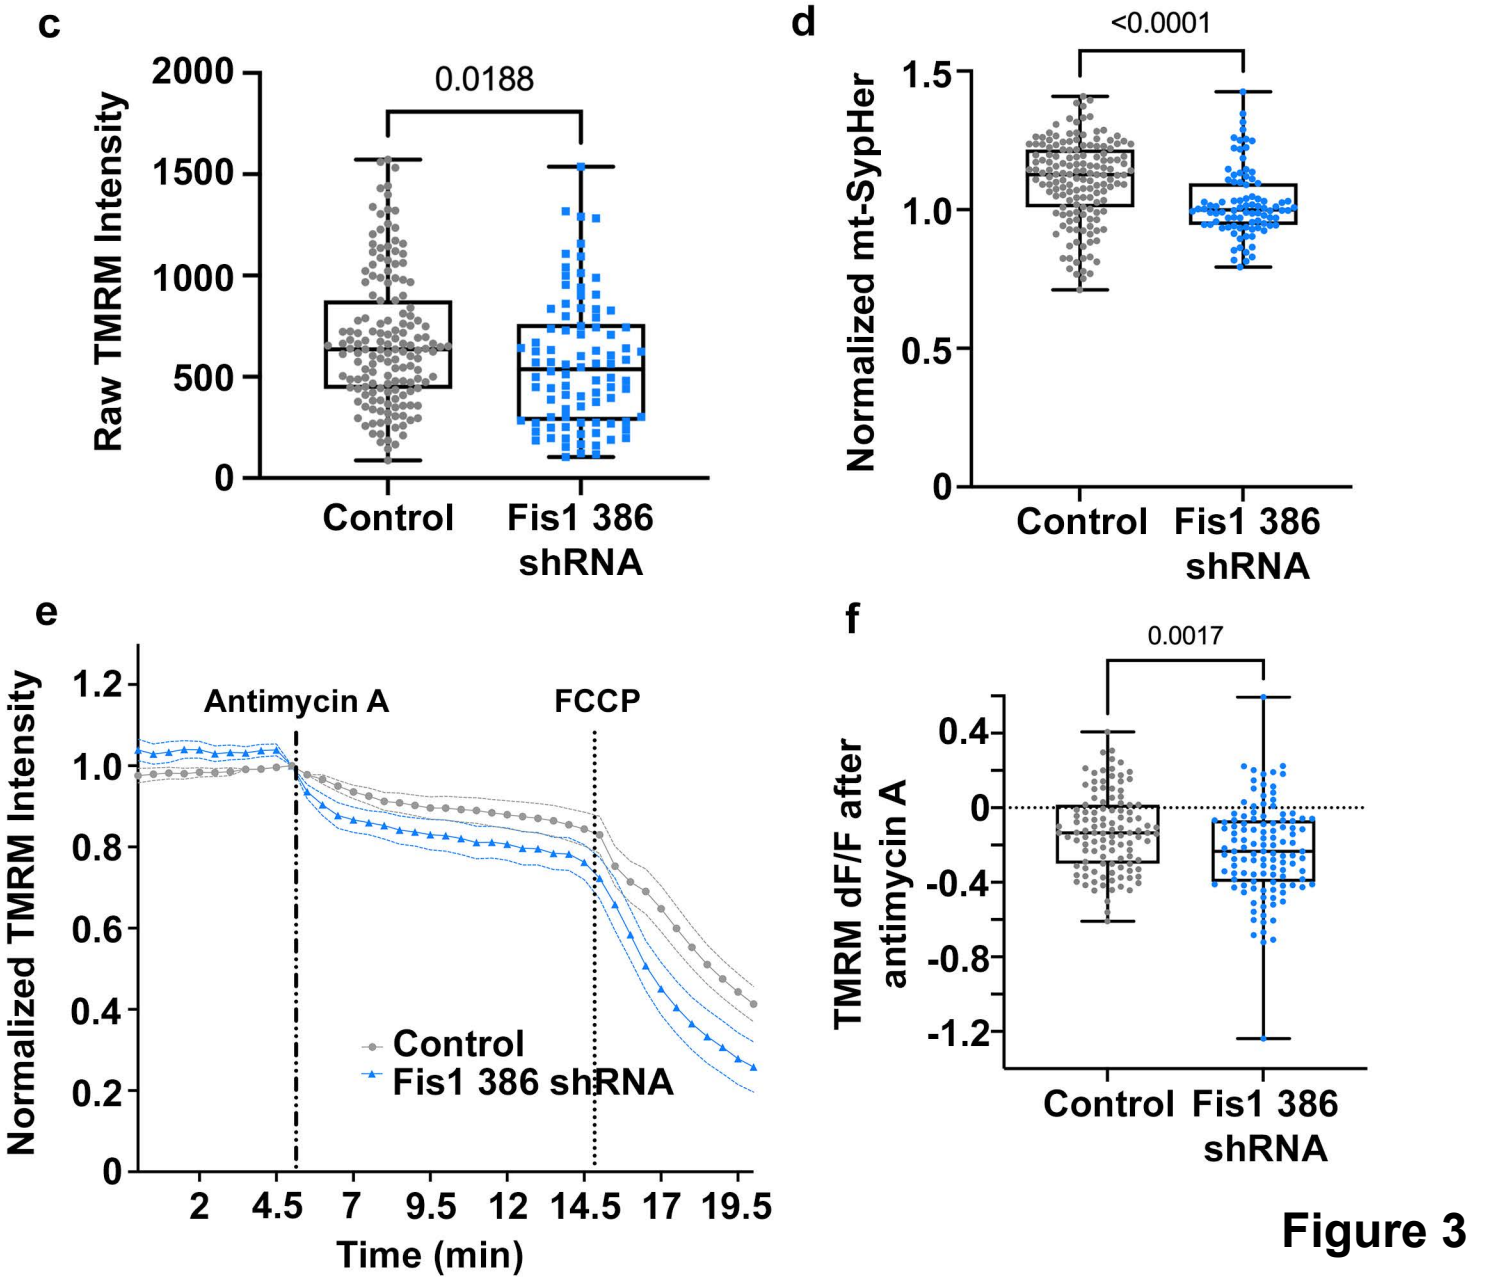 c
Raw TMRM Intensity
2000
1500
1000
500
0
0.0188
Control
Fis1 386
shRNA
d
Normalized mt-SypHer
1.5
1.0
0.5
0
<0.0001
Control
Fis1 386
shRNA
e
Normalized TMRM Intensity
1.2
1.0
0.8
0.6
0.4
0.2
0
Antimycin A
FCCP
Control
Fis1 386 shRNA
2 4.5 7 9.5 12 14.5 17 19.5
Time (min)
f
TMRM dF/F after
antimycin A
0.4
0
-0.4
-0.8
-1.2
0.0017
Control
Fis1 386
shRNA
Figure 3